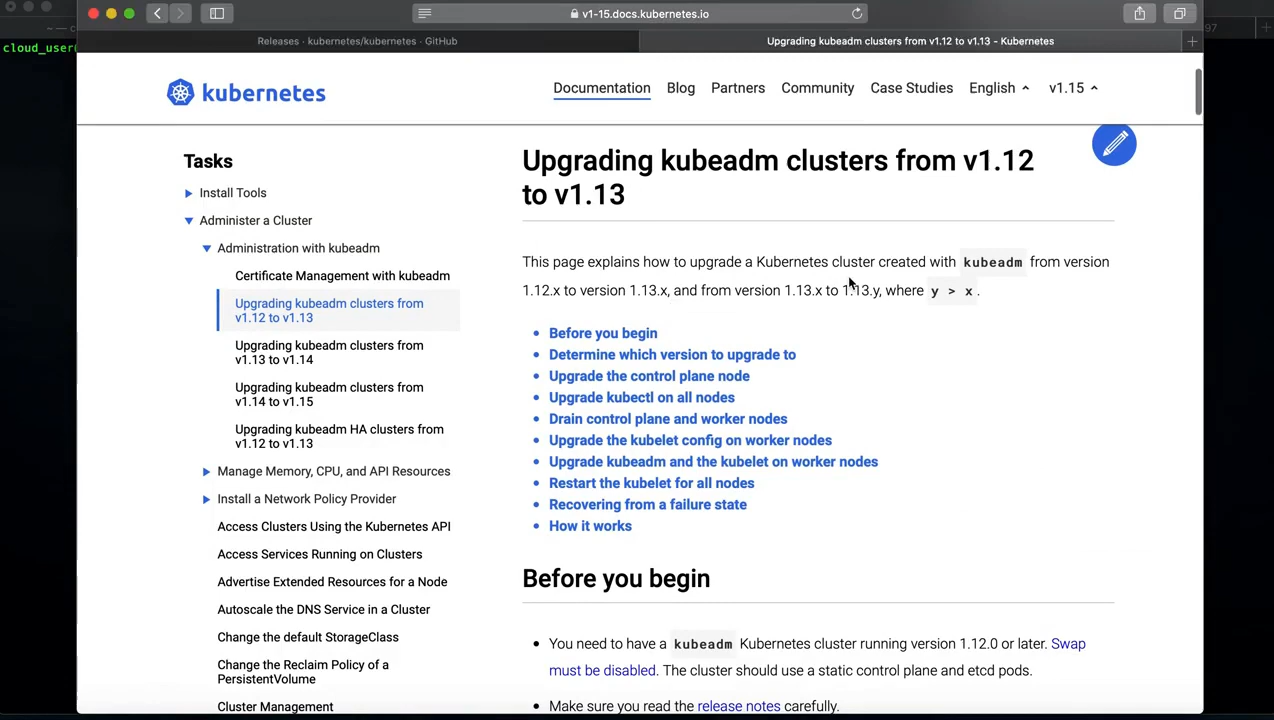 v1-15.docs.kubernetes.io
Releases · kubernetes/kubernetes · GitHub
Upgrading kubeadm clusters from v1.12 to v1.13 - Kubernetes
97
cloud_user
kubernetes
Documentation
Blog
Partners
Community
Case Studies
English
v1.15
Tasks
Install Tools
Administer a Cluster
Administration with kubeadm
Certificate Management with kubeadm
Upgrading kubeadm clusters from
v1.12 to v1.13
Upgrading kubeadm clusters from
v1.13 to v1.14
Upgrading kubeadm clusters from
v1.14 to v1.15
Upgrading kubeadm HA clusters from
v1.12 to v1.13
Manage Memory, CPU, and API Resources
Install a Network Policy Provider
Access Clusters Using the Kubernetes API
Access Services Running on Clusters
Advertise Extended Resources for a Node
Autoscale the DNS Service in a Cluster
Change the default StorageClass
Change the Reclaim Policy of a
PersistentVolume
Cluster Management
Upgrading kubeadm clusters from v1.12
to v1.13
This page explains how to upgrade a Kubernetes cluster created with kubeadm from version
1.12.x to version 1.13.x, and from version 1.13.x to 1.13.y, where y > x.
Before you begin
Determine which version to upgrade to
Upgrade the control plane node
Upgrade kubectl on all nodes
Drain control plane and worker nodes
Upgrade the kubelet config on worker nodes
Upgrade kubeadm and the kubelet on worker nodes
Restart the kubelet for all nodes
Recovering from a failure state
How it works
Before you begin
You need to have a kubeadm Kubernetes cluster running version 1.12.0 or later. Swap
must be disabled. The cluster should use a static control plane and etcd pods.
Make sure you read the release notes carefully.